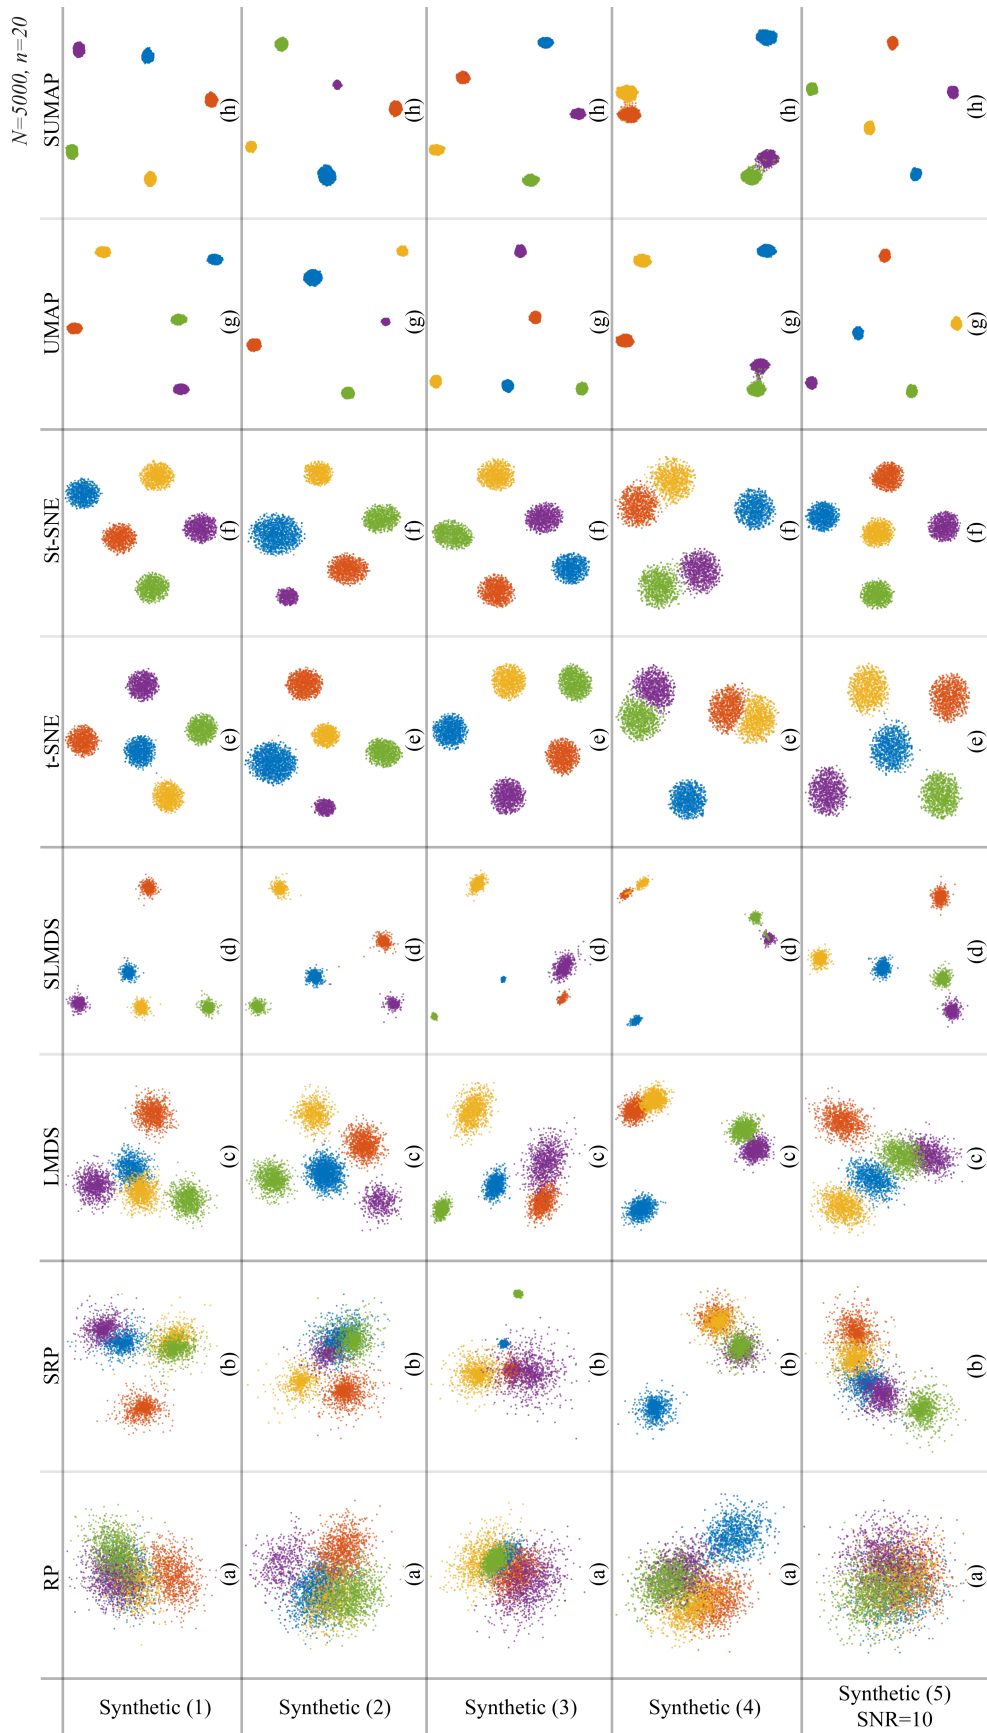 N=5000, n=20
RP
SRP
LMDS
SLMDS
t-SNE
St-SNE
UMAP
SUMAP
Synthetic (1)
(a)
(b)
(c)
(d)
(e)
(f)
(g)
(h)
Synthetic (2)
(a)
(b)
(c)
(d)
(e)
(f)
(g)
(h)
Synthetic (3)
(a)
(b)
(c)
(d)
(e)
(f)
(g)
(h)
Synthetic (4)
(a)
(b)
(c)
(d)
(e)
(f)
(g)
(h)
Synthetic (5)
SNR=10
(a)
(b)
(c)
(d)
(e)
(f)
(g)
(h)